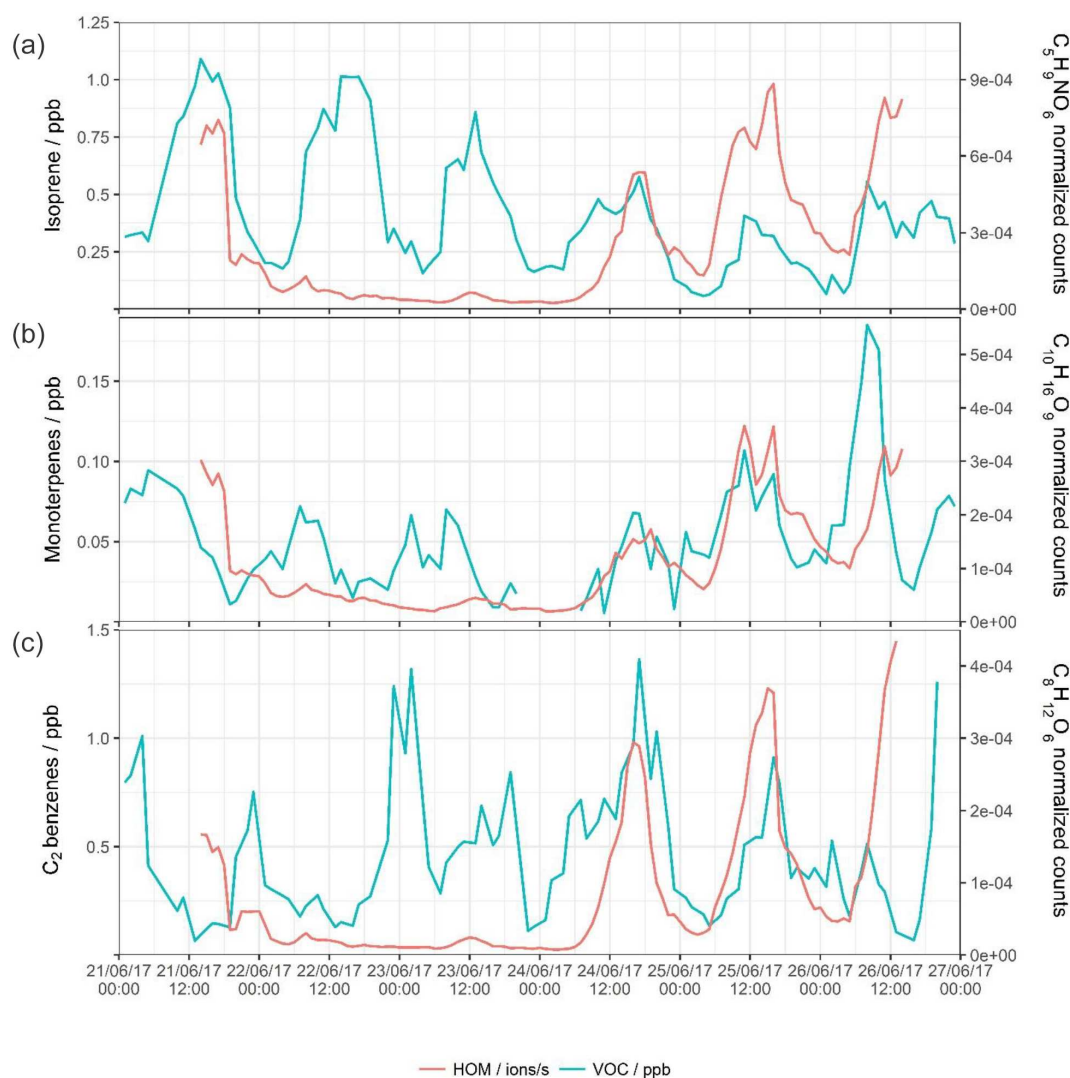 (a)
Isoprene / ppb
1.25
1.0
0.75
0.5
0.25
9e-04
6e-04
3e-04
0e+00
C₅H₉NO₆ normalized counts
(b)
Monoterpenes / ppb
0.15
0.10
0.05
5e-04
4e-04
3e-04
2e-04
1e-04
0e+00
C₁₀H₁₆O₉ normalized counts
(c)
C₂ benzenes / ppb
1.5
1.0
0.5
4e-04
3e-04
2e-04
1e-04
0e+00
C₈H₁₂O₆ normalized counts
21/06/17 21/06/17 22/06/17 22/06/17 23/06/17 23/06/17 24/06/17 24/06/17 25/06/17 25/06/17 26/06/17 26/06/17 27/06/17
00:00 12:00 00:00 12:00 00:00 12:00 00:00 12:00 00:00 12:00 00:00 12:00 00:00
HOM / ions/s VOC / ppb